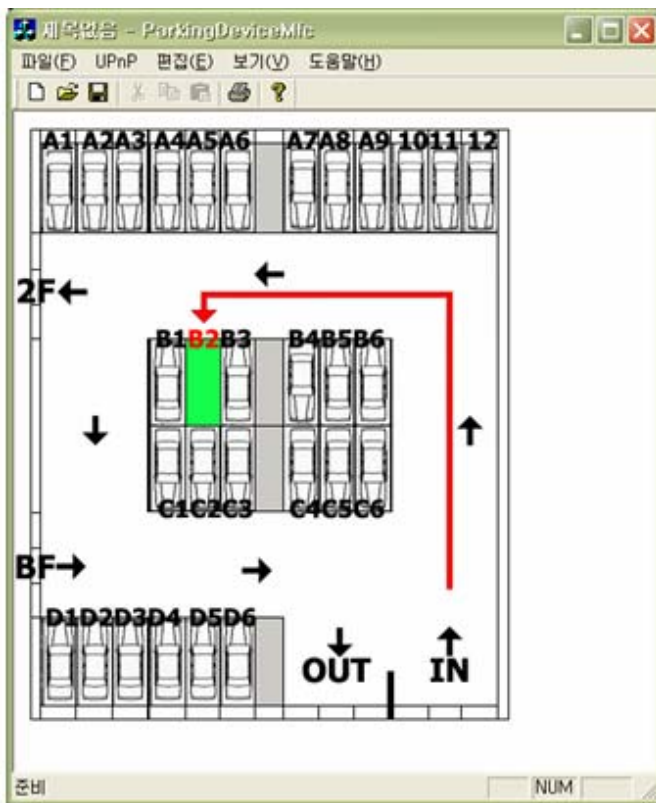 제목없음 - ParkingDeviceMfc
파일(F) UPnP 편집(E) 보기(V) 도움말(H)
A1 A2 A3 A4 A5 A6 A7 A8 A9 10 11 12
2F
B1 B2 B3 B4 B5 B6
C1 C2 C3 C4 C5 C6
BF
D1 D2 D3 D4 D5 D6
OUT IN
준비 NUM